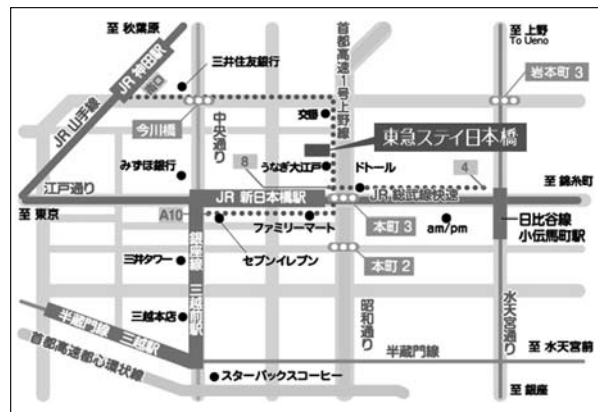 至 秋葉原
至 上野
To Ueno
JR 神田駅
南口
三井住友銀行
首都高速1号上野線
岩本町 3
JR 山手線
今川橋
中央通り
交番
東急ステイ日本橋
みずほ銀行
8
うなぎ大江戸
ドトール
4
江戸通り
JR 新日本橋駅
JR 総武線快速
至 錦糸町
至 東京
A10
ファミリーマート
本町 3
am/pm
日比谷線
小伝馬町駅
セブンイレブン
銀座線 三越前駅
三井タワー
本町 2
三越本店
昭和通り
水天宮通り
半蔵門線 三越駅
半蔵門線
至 水天宮前
首都高速都心環状線
スターバックスコーヒー
至 銀座